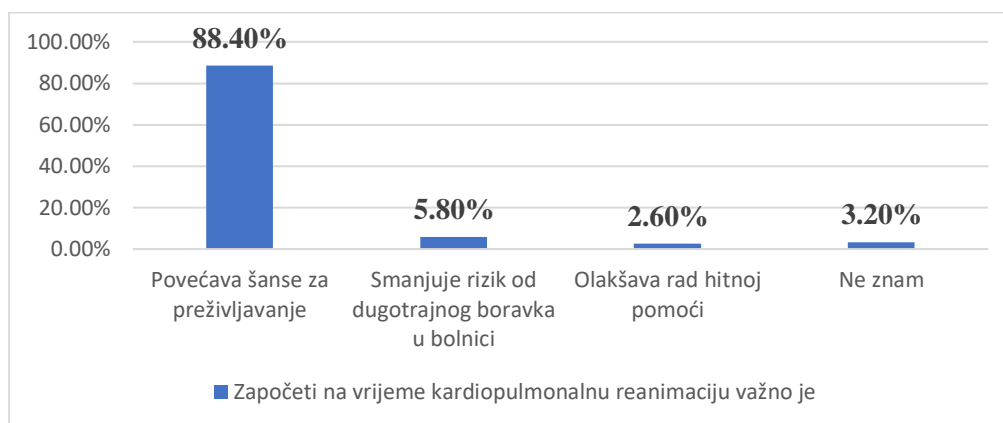 100.00%
80.00%
60.00%
40.00%
20.00%
0.00%
88.40%
5.80%
2.60%
3.20%
Povećava šanse za
preživljavanje
Smanjuje rizik od
dugotrajnog boravka
u bolnici
Olakšava rad hitnoj
pomoći
Ne znam
Započeti na vrijeme kardiopulmonalnu reanimaciju važno je